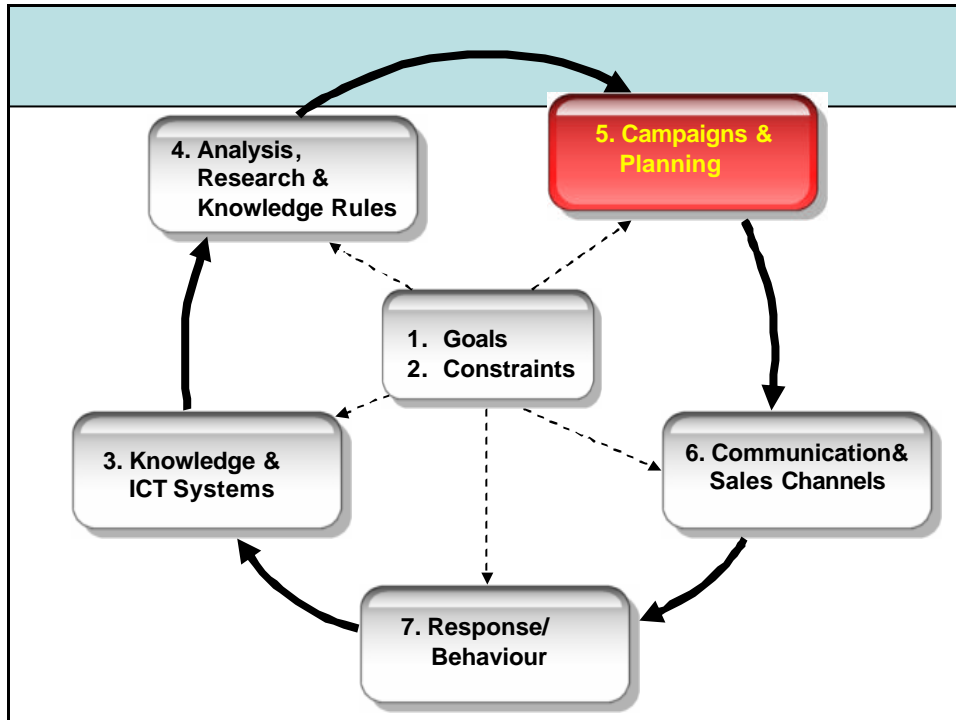 4. Analysis,
Research &
Knowledge Rules
5. Campaigns &
Planning
1. Goals
2. Constraints
3. Knowledge &
ICT Systems
6. Communication&
Sales Channels
7. Response/
Behaviour